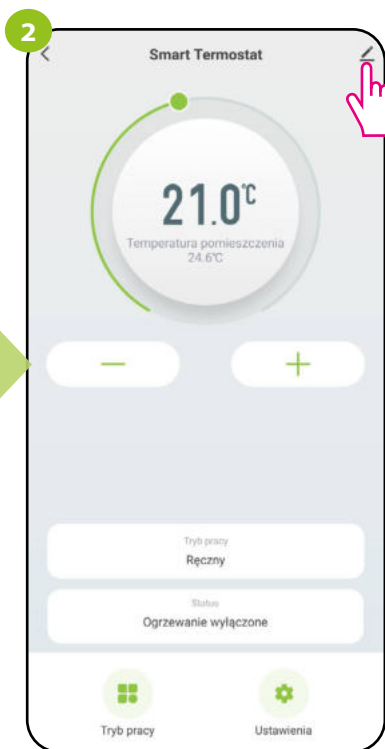 2
Smart Termostat
21.0°C
Temperatura pomieszczenia
24.6°C
Tryb pracy
Ręczny
Status
Ogrzewanie wyłączone
Tryb pracy
Ustawienia